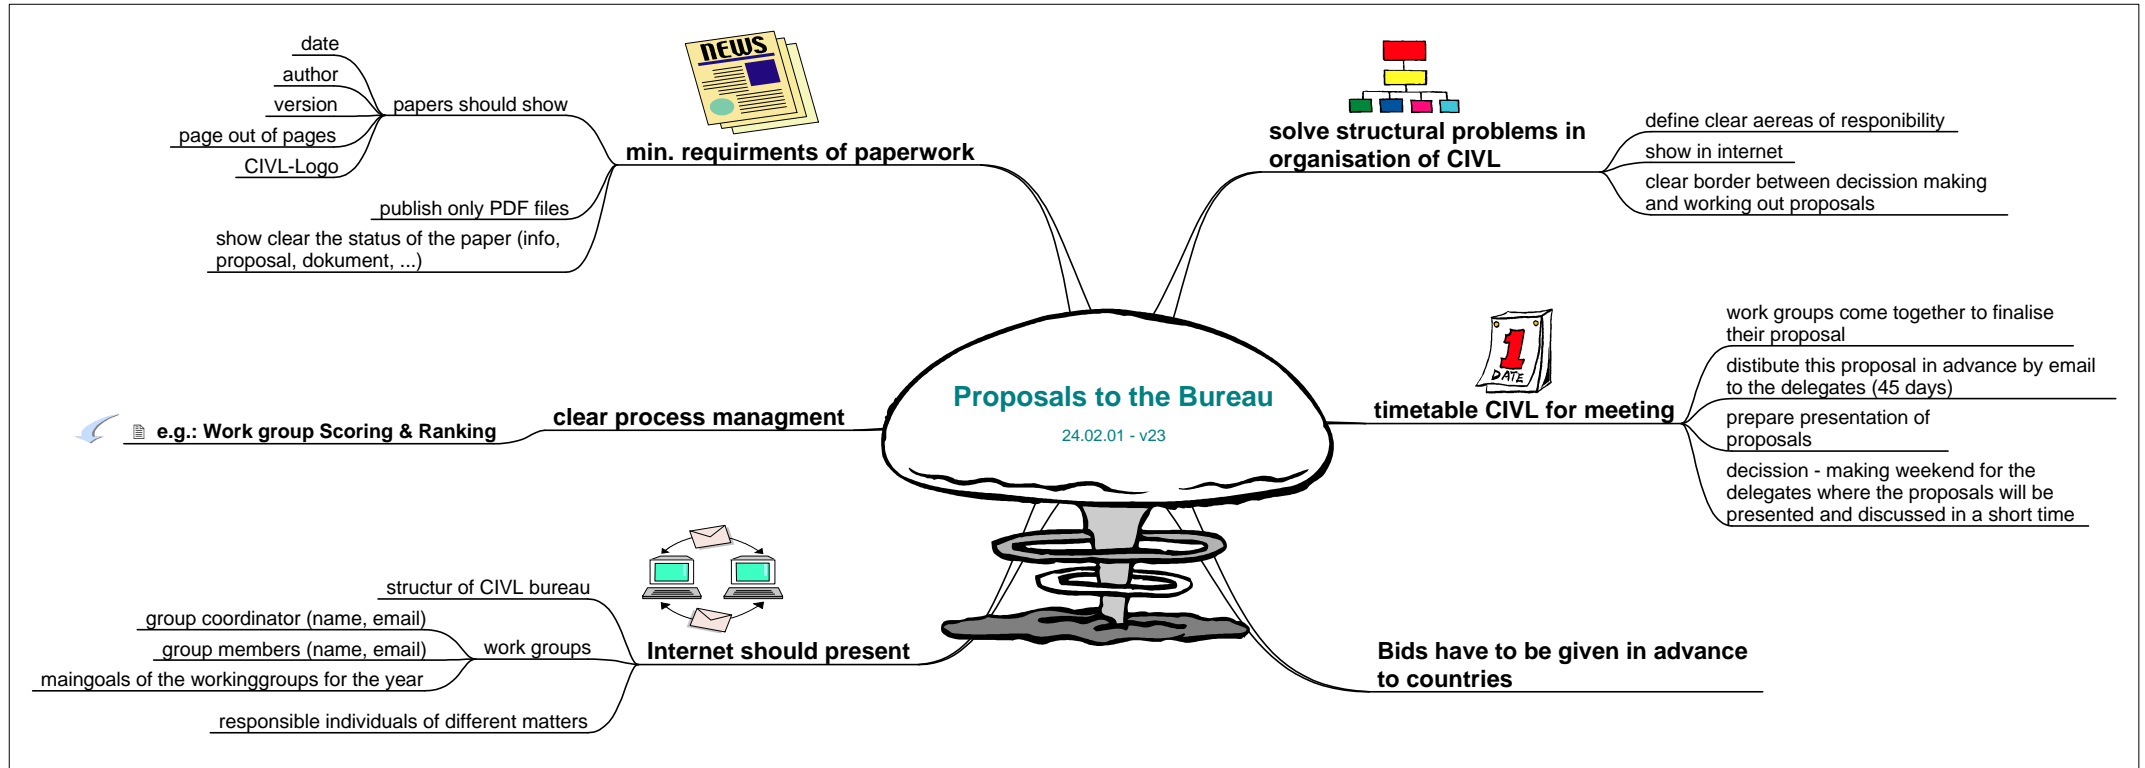 date
author
version
page out of pages
CIVL-Logo
papers should show
publish only PDF files
show clear the status of the paper (info,
proposal, dokument, ...)
NEWS
min. requirments of paperwork
solve structural problems in
organisation of CIVL
define clear aereas of responibility
show in internet
clear border between decission making
and working out proposals
Proposals to the Bureau
24.02.01 - v23
clear process managment
e.g.: Work group Scoring & Ranking
1
DATE
timetable CIVL for meeting
work groups come together to finalise
their proposal
distibute this proposal in advance by email
to the delegates (45 days)
prepare presentation of
proposals
decission - making weekend for the
delegates where the proposals will be
presented and discussed in a short time
structur of CIVL bureau
group coordinator (name, email)
group members (name, email)
maingoals of the workinggroups for the year
work groups
responsible individuals of different matters
Internet should present
Bids have to be given in advance
to countries